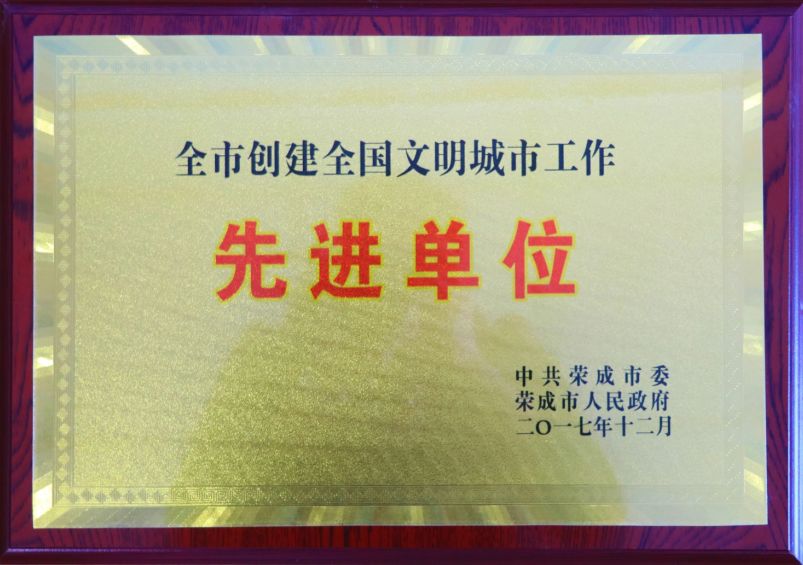 全市创建全国文明城市工作
先进单位
中共荣成市委
荣成市人民政府
二〇一七年十二月